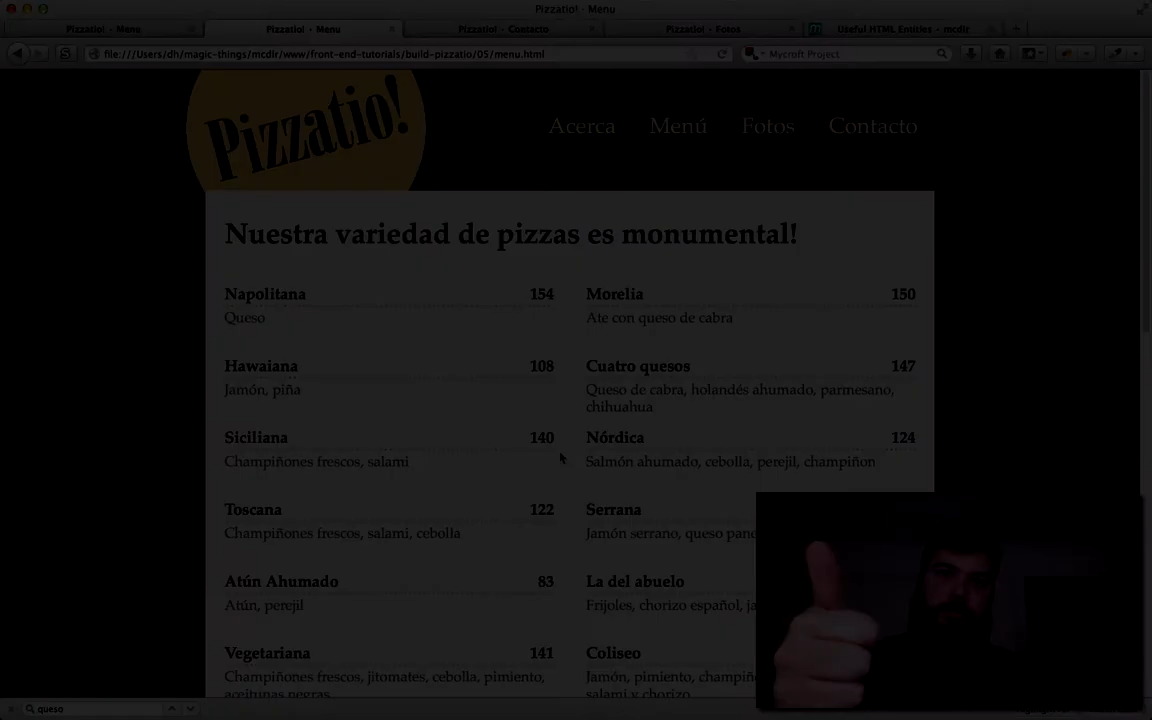 Pizzatio! - Menu
Pizzatio! - Menu
Pizzatio! - Menu
Pizzatio! - Contacto
Pizzatio! - Fotos
Useful HTML Entities - mcdir
file:///Users/dh/magic-things/mcdir/www/front-end-tutorials/build-pizzatio/05/menu.html
Mycroft Project
Pizzatio!
Acerca
Menú
Fotos
Contacto
Nuestra variedad de pizzas es monumental!
Napolitana 154
Queso
Hawaiana 108
Jamón, piña
Siciliana 140
Champiñones frescos, salami
Toscana 122
Champiñones frescos, salami, cebolla
Atún Ahumado 83
Atún, perejil
Vegetariana 141
Champiñones frescos, jitomates, cebolla, pimiento,
aceitunas negras
Morelia 150
Ate con queso de cabra
Cuatro quesos 147
Queso de cabra, holandés ahumado, parmesano,
chihuahua
Nórdica 124
Salmón ahumado, cebolla, perejil, champiñon
Serrana
Jamón serrano, queso
La del abuelo
Frijoles, chorizo español,
Coliseo
Jamón, pimiento,
salami y chorizo
queso